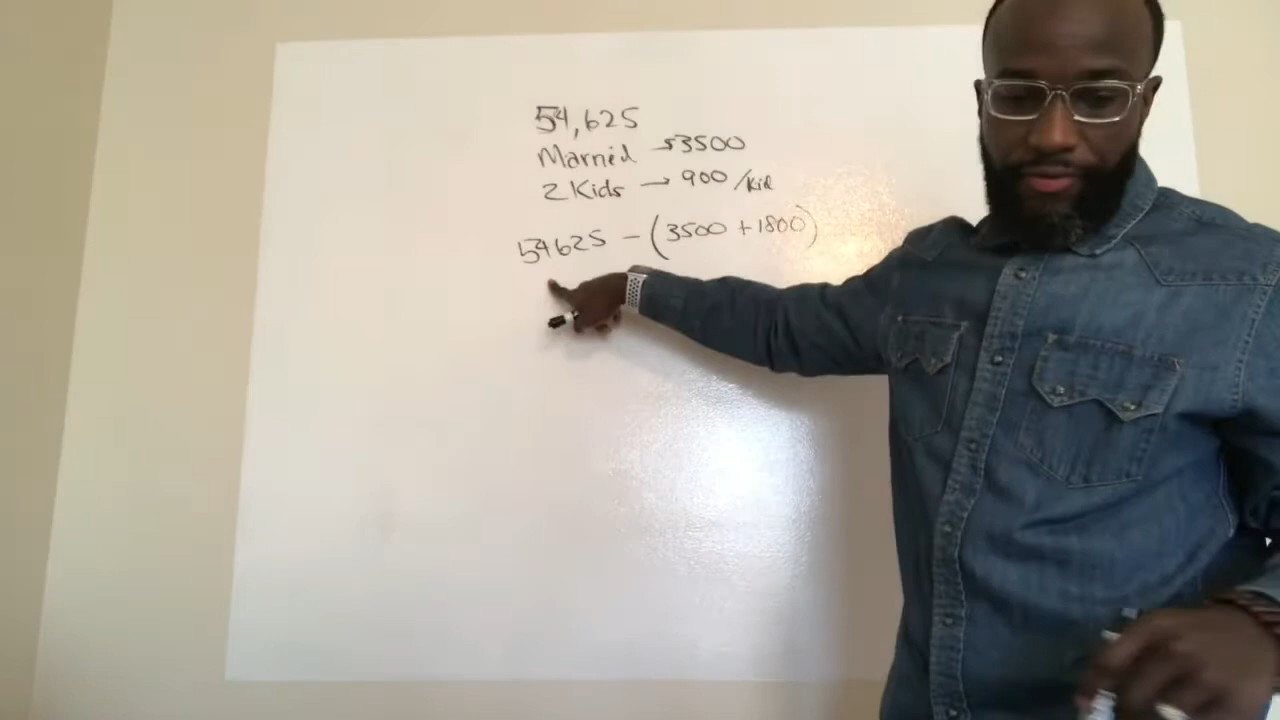 54,625
Married → 3500
2 Kids → 900 /kid
54625 - (3500 + 1800)